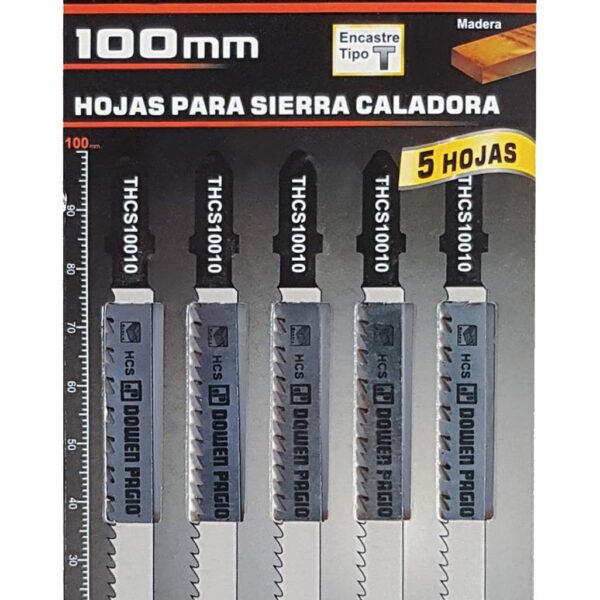 100mm
Encastre
Tipo T
Madera
HOJAS PARA SIERRA CALADORA
5 HOJAS
100mm.
90
80
70
60
50
40
30
THCS10010
THCS10010
THCS10010
THCS10010
THCS10010
HCS DOWEN PAGIO
HCS DOWEN PAGIO
HCS DOWEN PAGIO
HCS DOWEN PAGIO
HCS DOWEN PAGIO